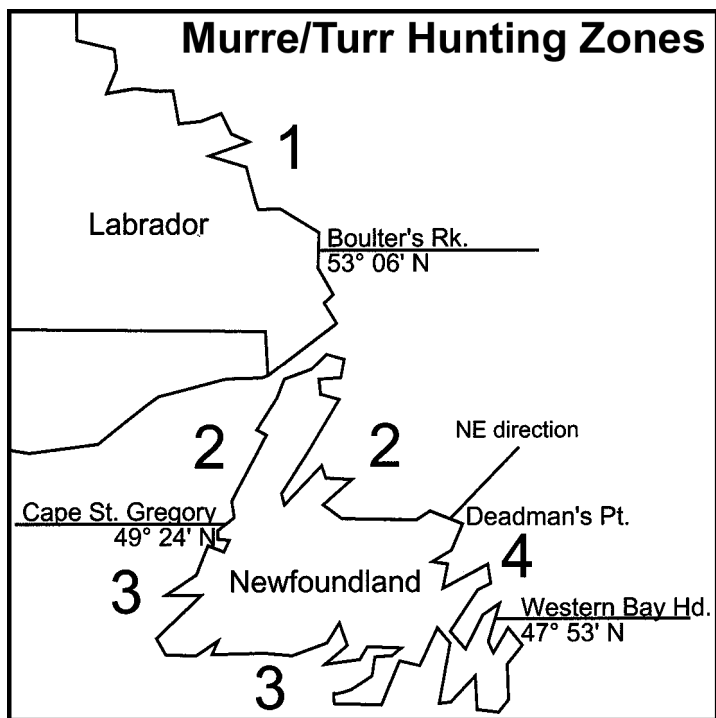 Murre/Turr Hunting Zones
1
Labrador
Boulter's Rk.
53° 06' N
2
2
NE direction
Cape St. Gregory
49° 24' N
Deadman's Pt.
4
3
Newfoundland
Western Bay Hd.
47° 53' N
3